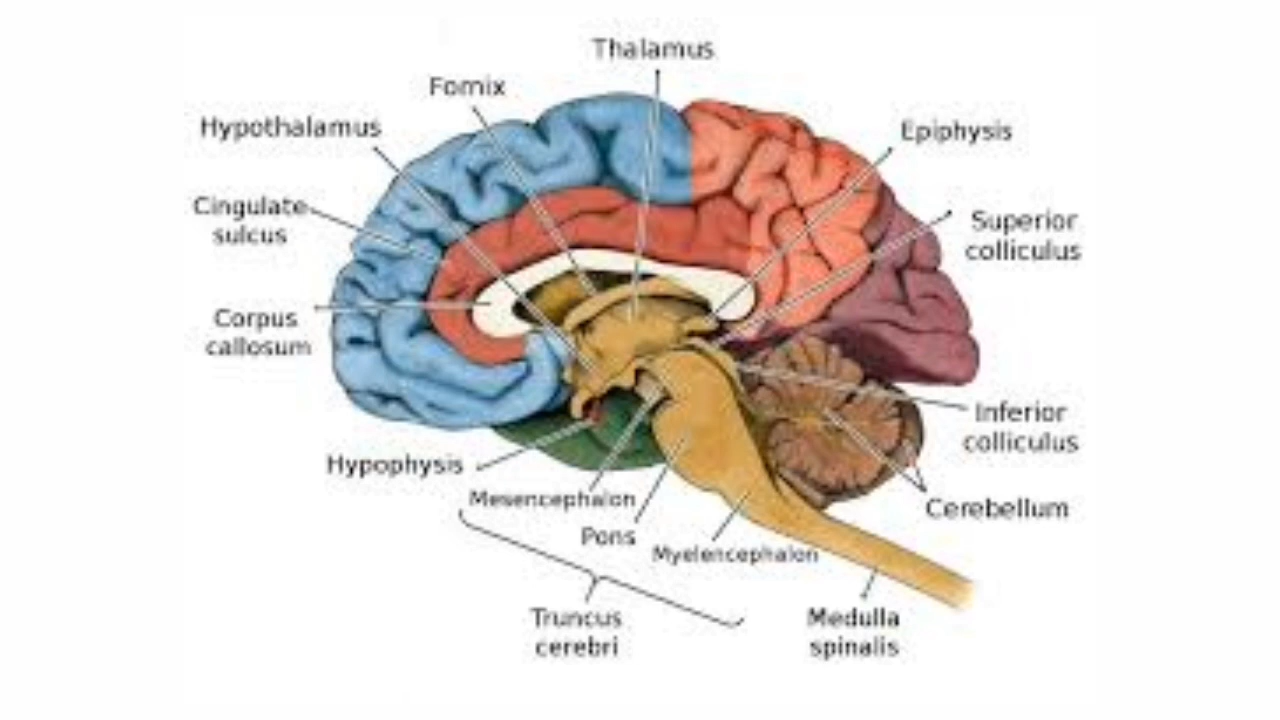 Thalamus
Fornix
Hypothalamus
Epiphysis
Cingulate
sulcus
Superior
colliculus
Corpus
callosum
Inferior
colliculus
Hypophysis
Mesencephalon
Cerebellum
Pons
Myelencephalon
Truncus
cerebri
Medulla
spinalis